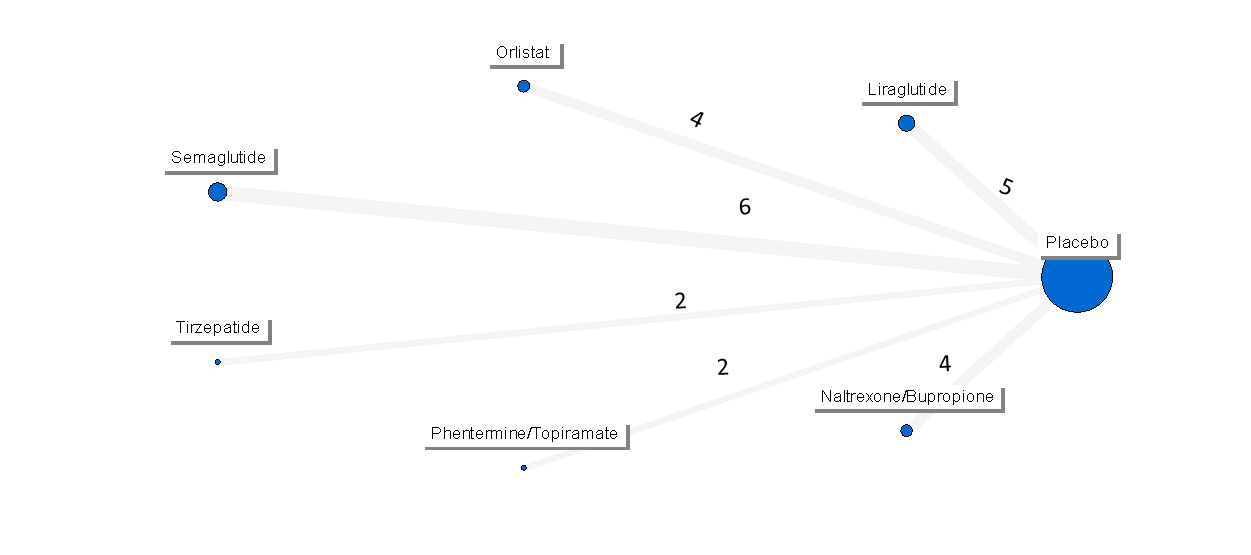 Orlistat
Liraglutide
4
Semaglutide
5
6
Placebo
2
Tirzepatide
2
4
Naltrexone/Bupropione
Phentermine/Topiramate